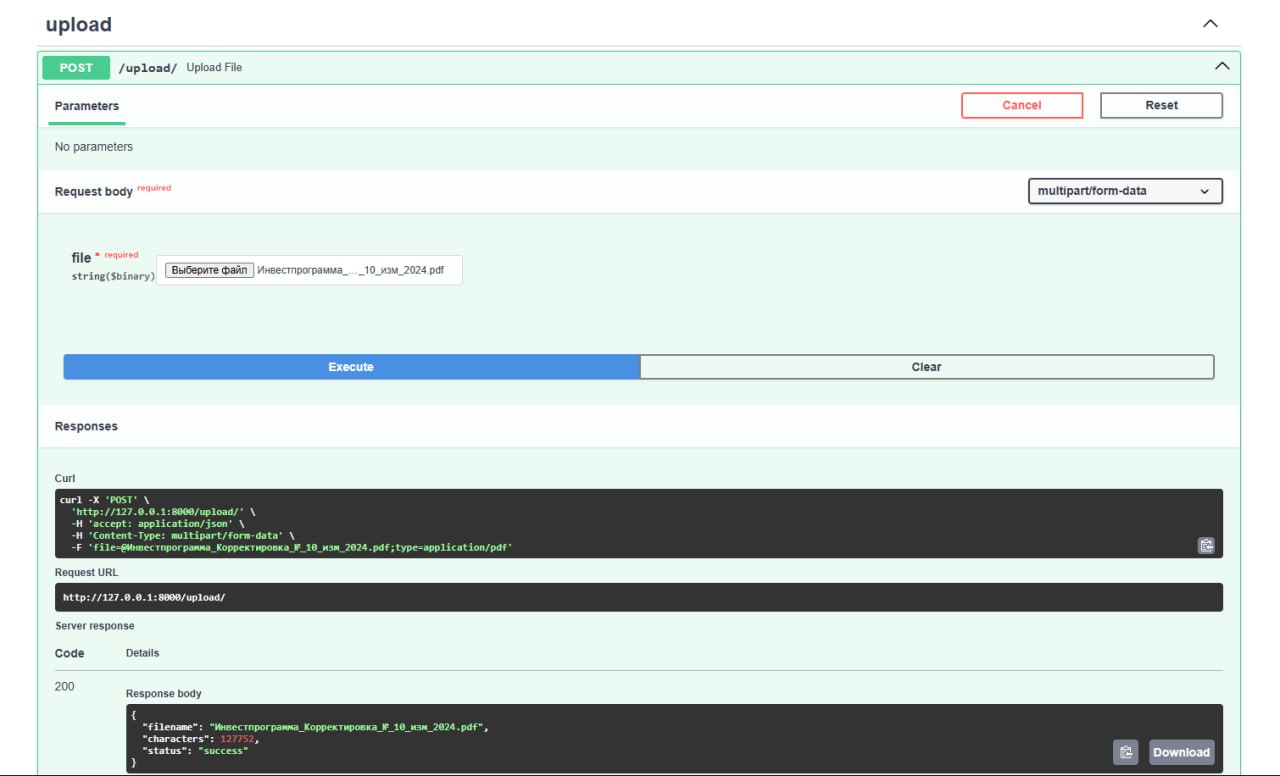 upload
POST /upload/ Upload File
Parameters
Cancel
Reset
No parameters
Request body required
multipart/form-data
file * required
string($binary)
Выберите файл Инвестпрограмма_..._10_изм_2024.pdf
Execute
Clear
Responses
Curl
curl -X 'POST' \
'http://127.0.0.1:8000/upload/' \
-H 'accept: application/json' \
-H 'Content-Type: multipart/form-data' \
-F 'file=@Инвестпрограмма_Корректировка_№_10_изм_2024.pdf;type=application/pdf'
Request URL
http://127.0.0.1:8000/upload/
Server response
Code Details
200
Response body
{
"filename": "Инвестпрограмма_Корректировка_№_10_изм_2024.pdf",
"characters": 127752,
"status": "success"
}
Download